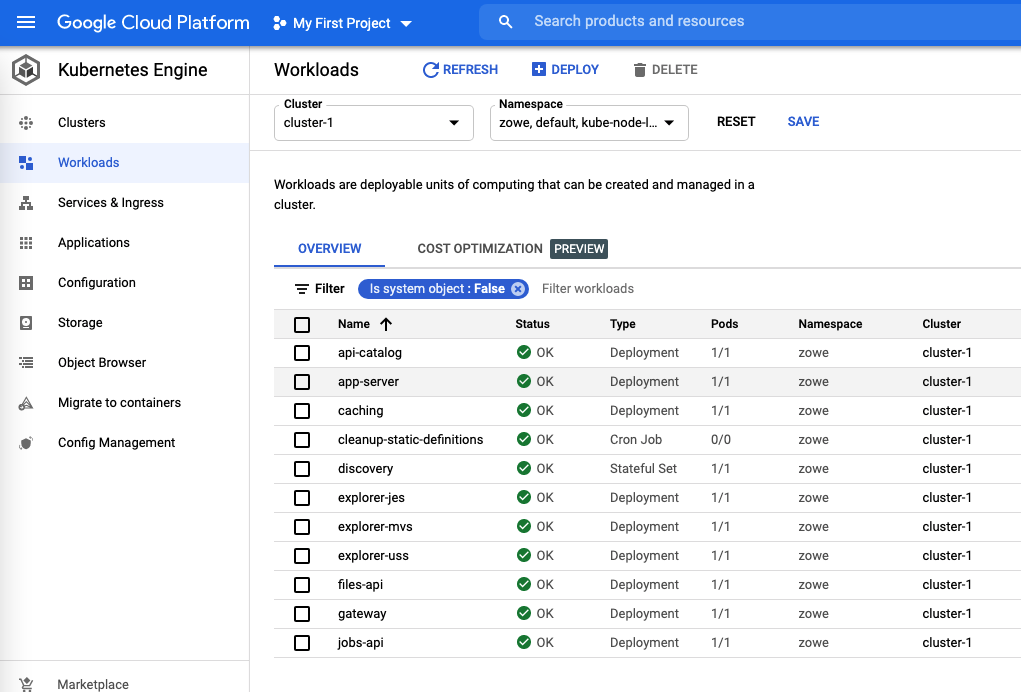 Google Cloud Platform My First Project Search products and resources
Kubernetes Engine
Clusters
Workloads
Services & Ingress
Applications
Configuration
Storage
Object Browser
Migrate to containers
Config Management
Marketplace
Workloads REFRESH DEPLOY DELETE
Cluster Namespace
cluster-1 zowe, default, kube-node-l... RESET SAVE
Workloads are deployable units of computing that can be created and managed in a
cluster.
OVERVIEW COST OPTIMIZATION PREVIEW
Filter Is system object : False Filter workloads
Name Status Type Pods Namespace Cluster
api-catalog OK Deployment 1/1 zowe cluster-1
app-server OK Deployment 1/1 zowe cluster-1
caching OK Deployment 1/1 zowe cluster-1
cleanup-static-definitions OK Cron Job 0/0 zowe cluster-1
discovery OK Stateful Set 1/1 zowe cluster-1
explorer-jes OK Deployment 1/1 zowe cluster-1
explorer-mvs OK Deployment 1/1 zowe cluster-1
explorer-uss OK Deployment 1/1 zowe cluster-1
files-api OK Deployment 1/1 zowe cluster-1
gateway OK Deployment 1/1 zowe cluster-1
jobs-api OK Deployment 1/1 zowe cluster-1